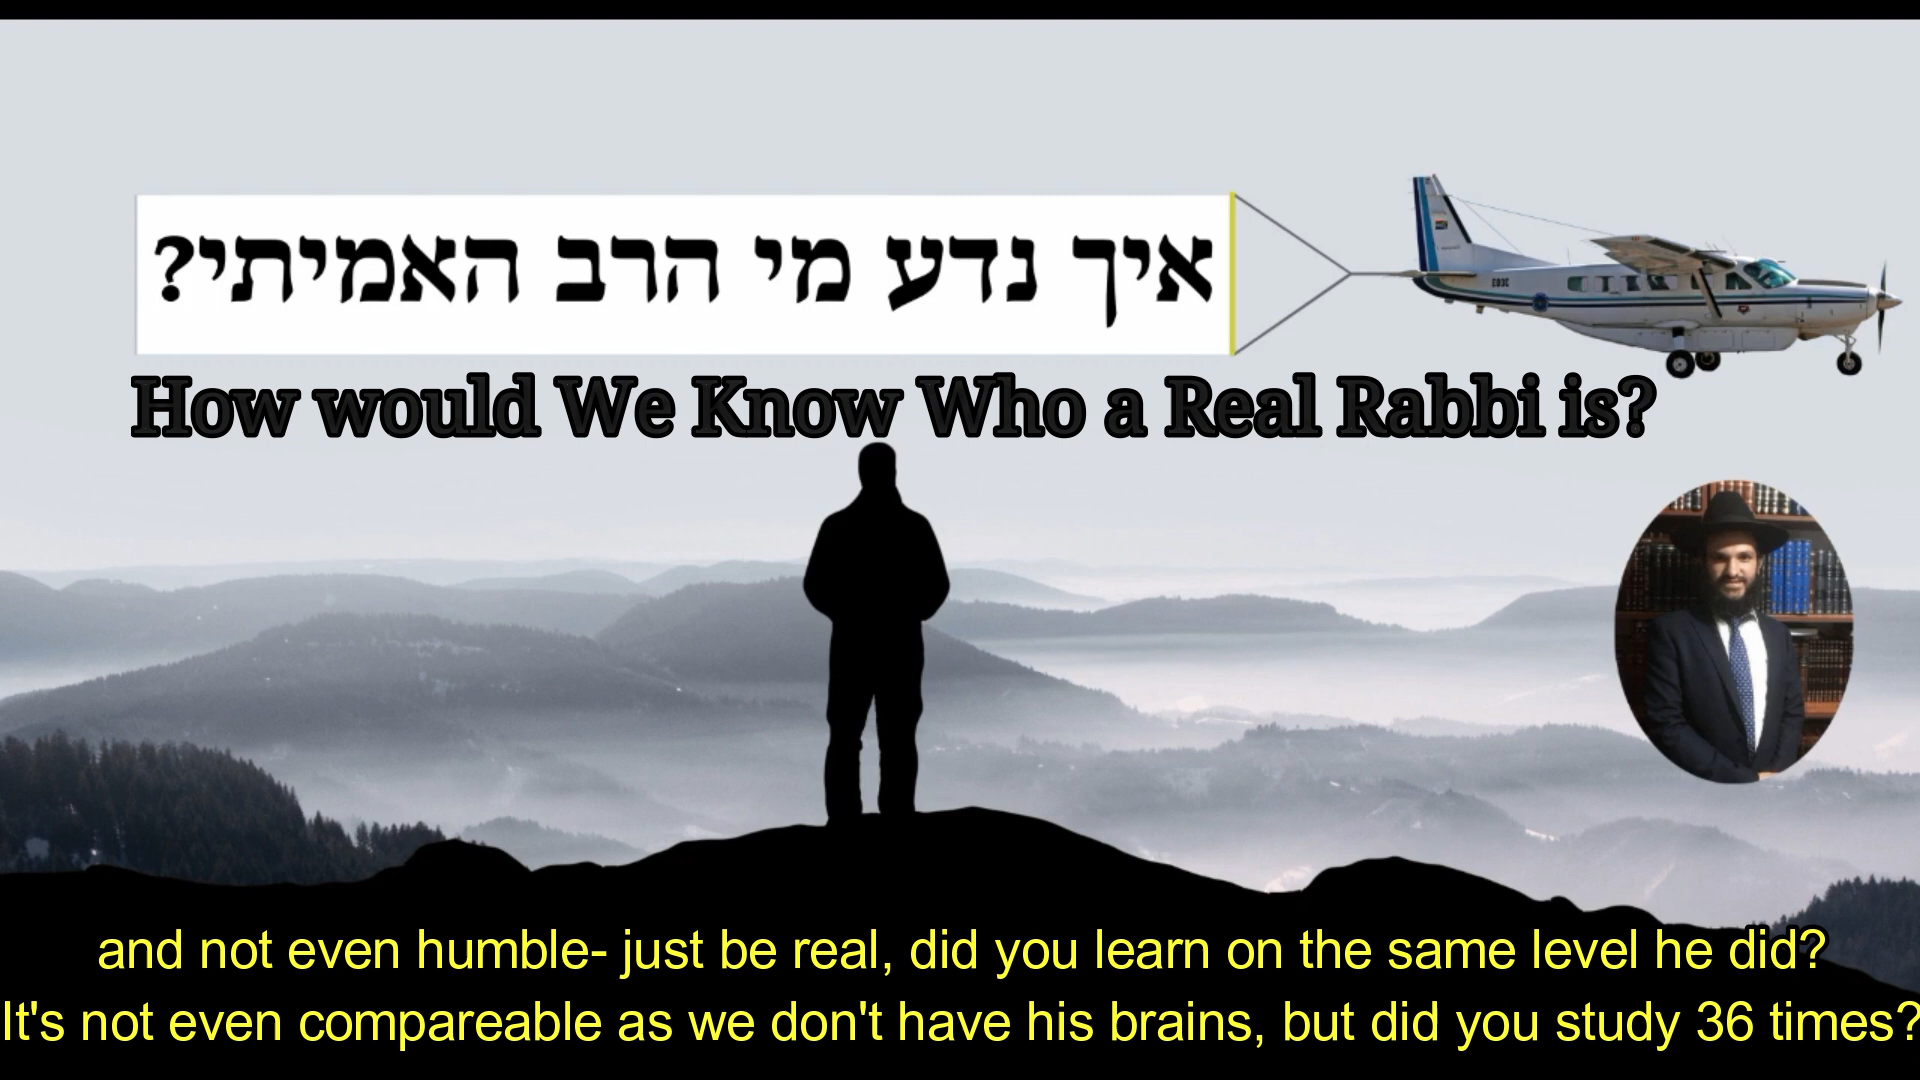 איך נדע מי הרב האמיתי?
How would We Know Who a Real Rabbi is?
and not even humble- just be real, did you learn on the same level he did?
It's not even compareable as we don't have his brains, but did you study 36 times?